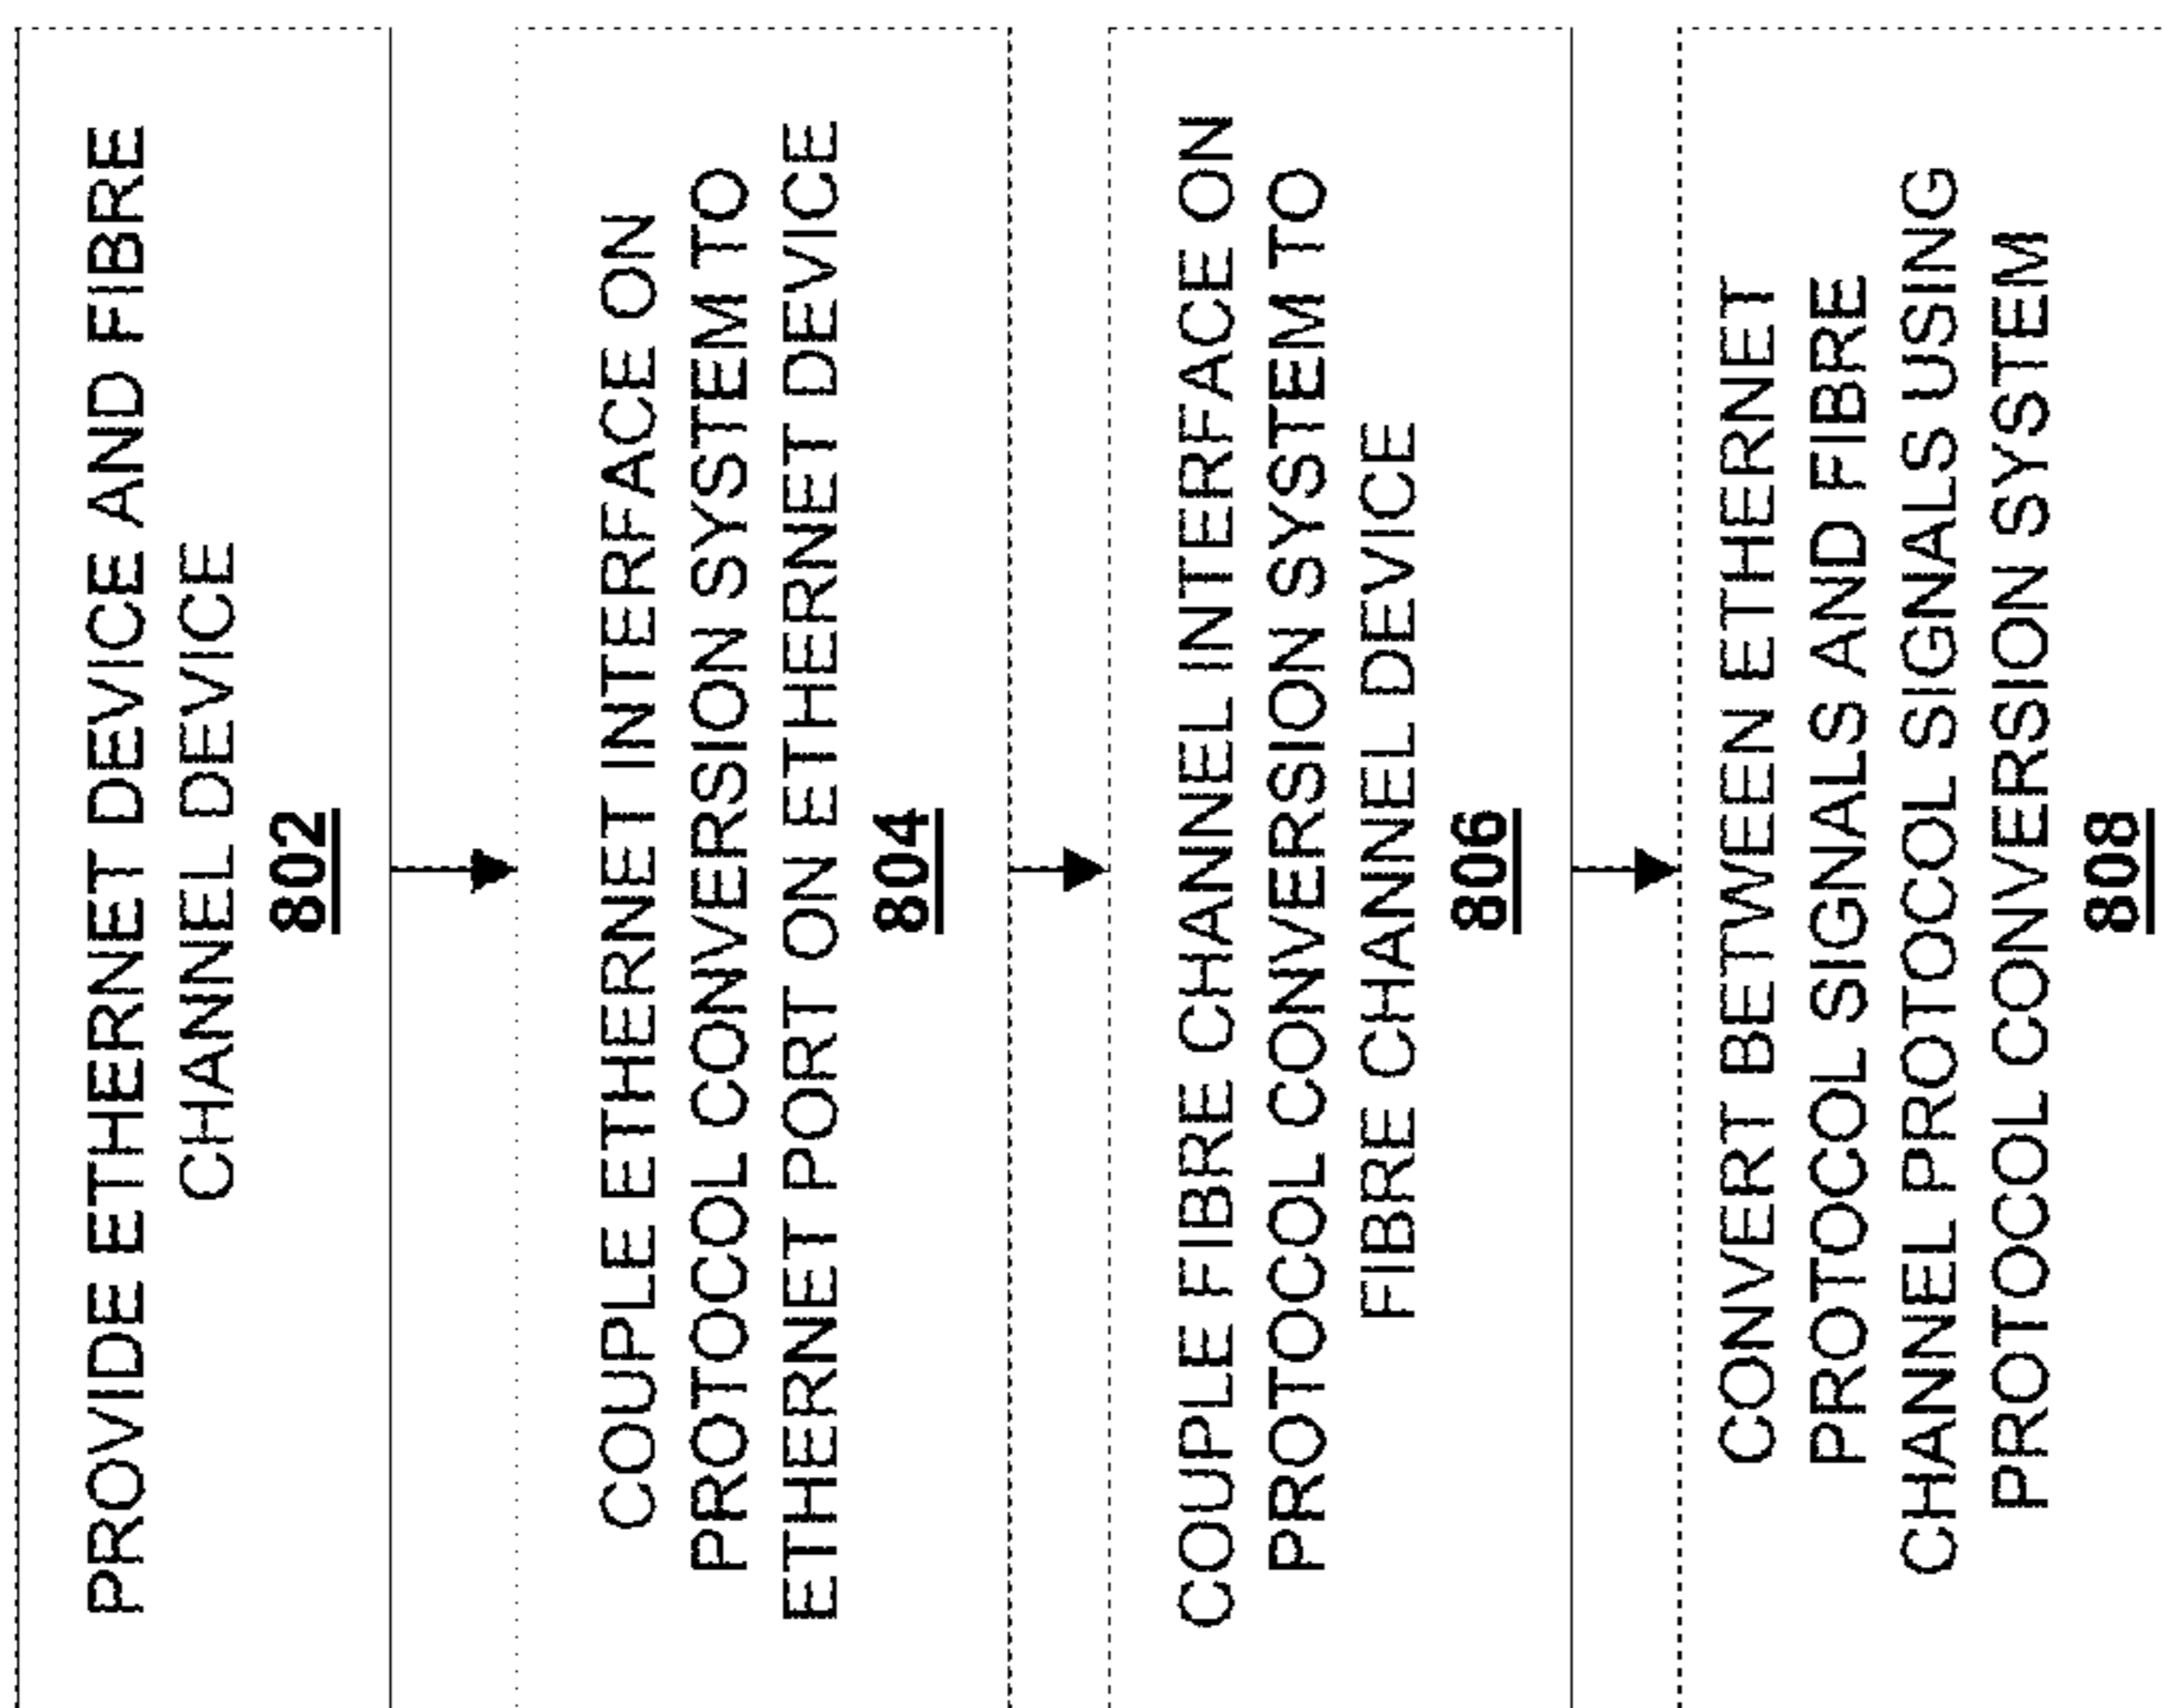 PROVIDE ETHERNET DEVICE AND FIBRE
CHANNEL DEVICE
802
COUPLE ETHERNET INTERFACE ON
PROTOCOL CONVERSION SYSTEM TO
ETHERNET PORT ON ETHERNET DEVICE
804
COUPLE FIBRE CHANNEL INTERFACE ON
PROTOCOL CONVERSION SYSTEM TO
FIBRE CHANNEL DEVICE
806
CONVERT BETWEEN ETHERNET
PROTOCOL SIGNALS AND FIBRE
CHANNEL PROTOCOL SIGNALS USING
PROTOCOL CONVERSION SYSTEM
808